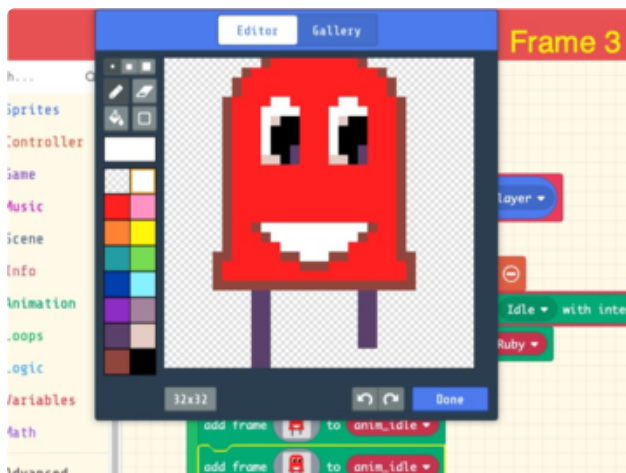 Editor Gallery
Frame 3
h...
Sprites
Controller
Game
Music
Scene
Info
Animation
Loops
Logic
Variables
Math
Advanced
layer
Idle with inte
Ruby
32x32
Done
add frame to anim_idle
add frame to anim_idle